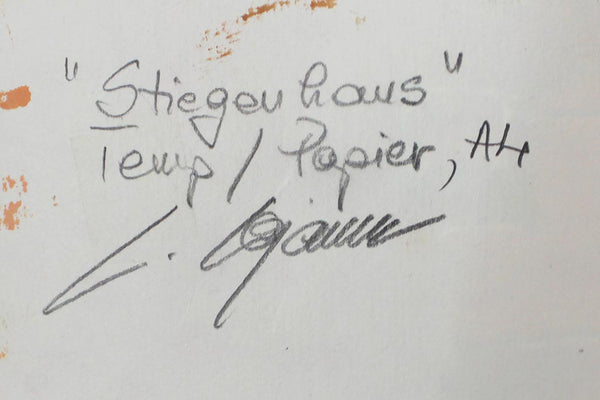 "Stiegenhaus"
Temp/ Papier, A4